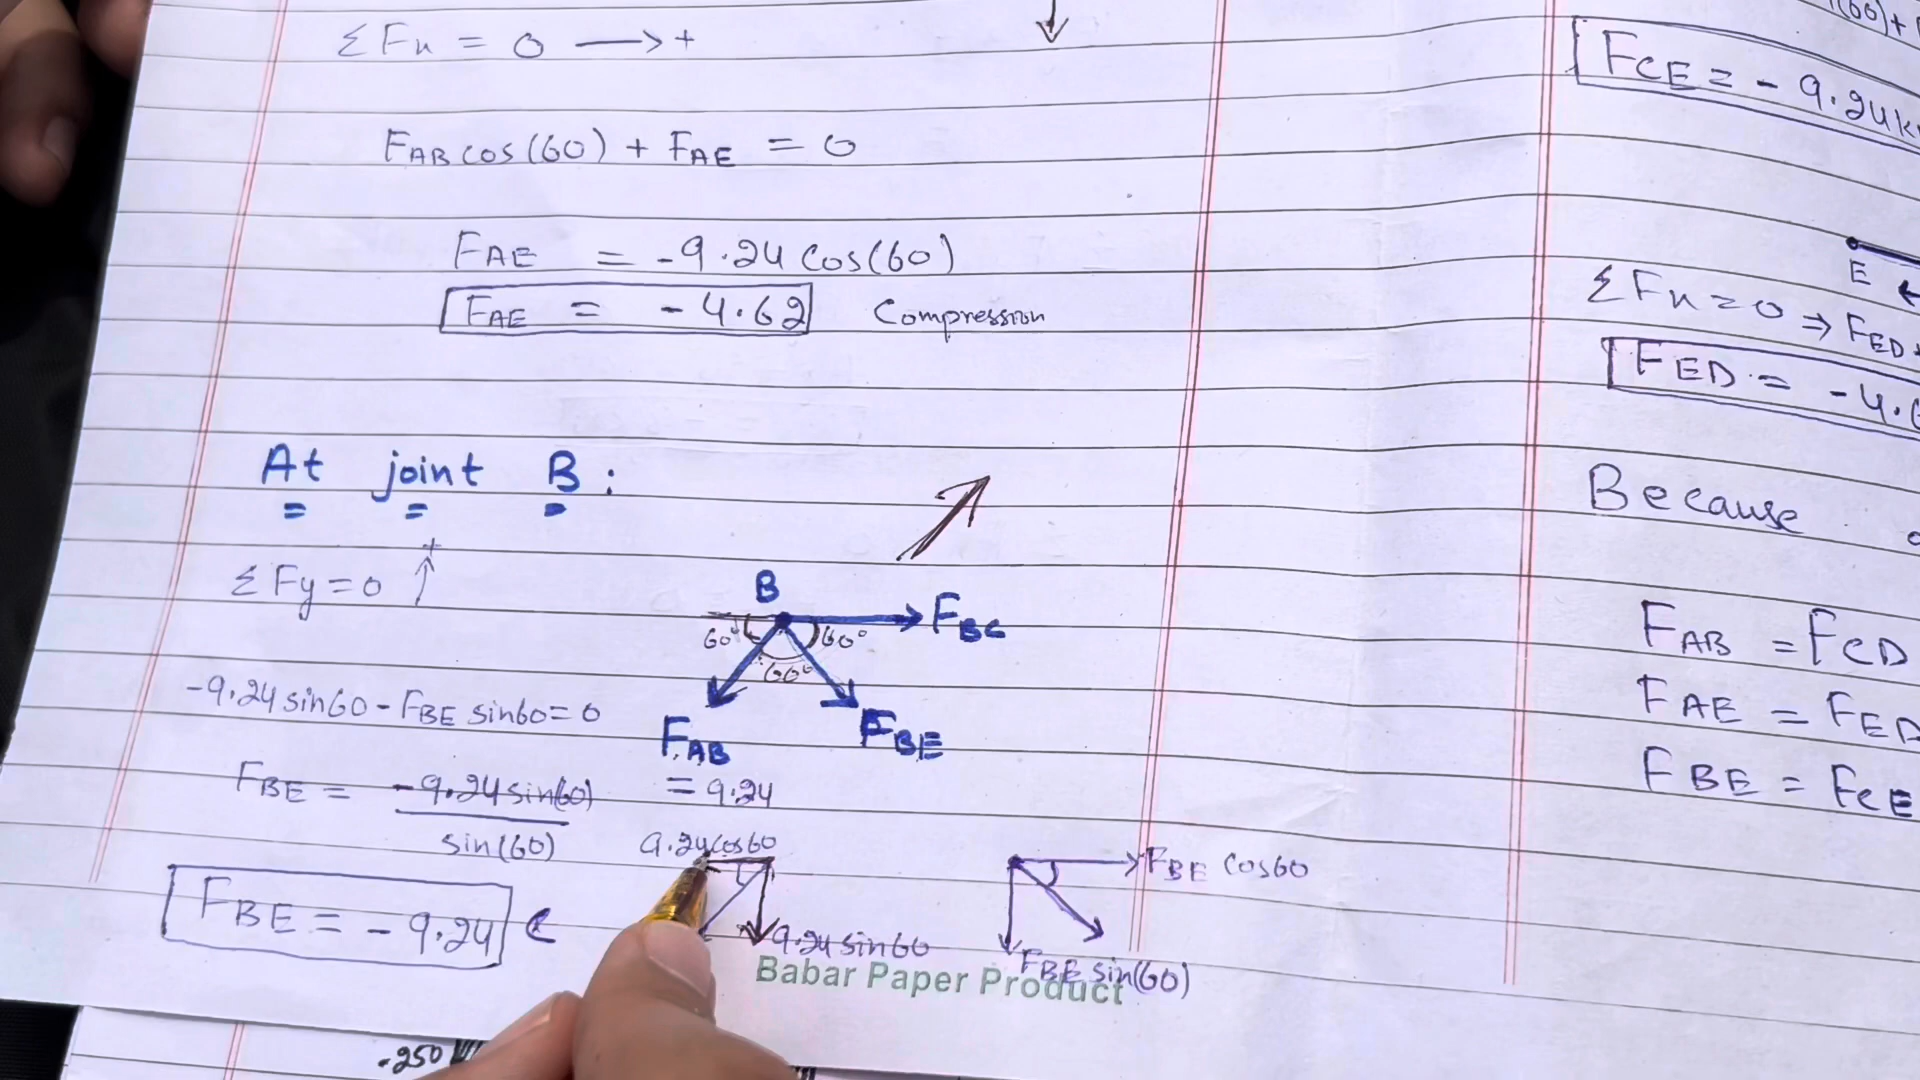 ΣFx = 0 → +
FAB cos(60) + FAE = 0
FAE = -9.24 cos(60)
FAE = -4.62 Compression
At joint B:
ΣFy = 0 ↑ +
B
FBC
60° 60°
60°
-9.24 sin60 - FBE sin60 = 0
FAB FBE
FBE = -9.24 sin(60) = 9.24
sin(60)
9.24 cos60
FBE cos60
FBE = -9.24 C
9.24 sin60
FBE sin(60)
Babar Paper Product
-250
FCE = -9.24
E
ΣFx = 0 ⇒ FED
FED = -4.
Because
FAB = FCD
FAE = FED
FBE = FCE